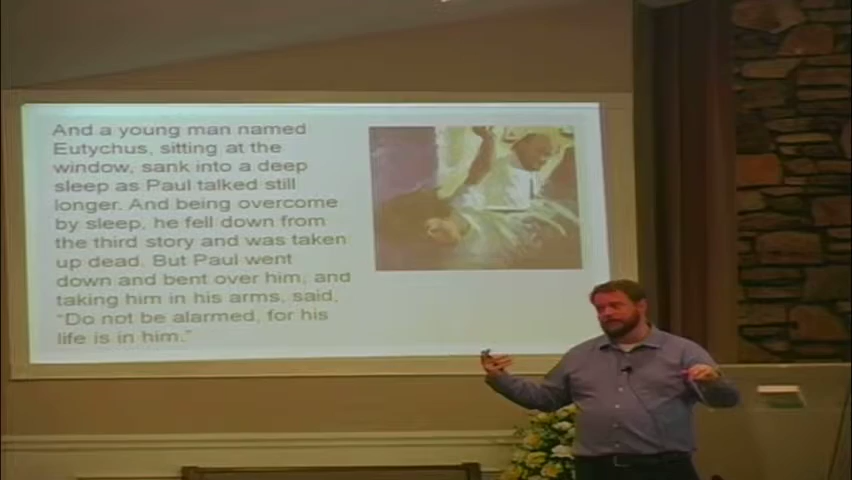 And a young man named
Eutychus, sitting at the
window, sank into a deep
sleep as Paul talked still
longer. And being overcome
by sleep, he fell down from
the third story and was taken
up dead. But Paul went
down and bent over him, and
taking him in his arms, said,
“Do not be alarmed, for his
life is in him.”